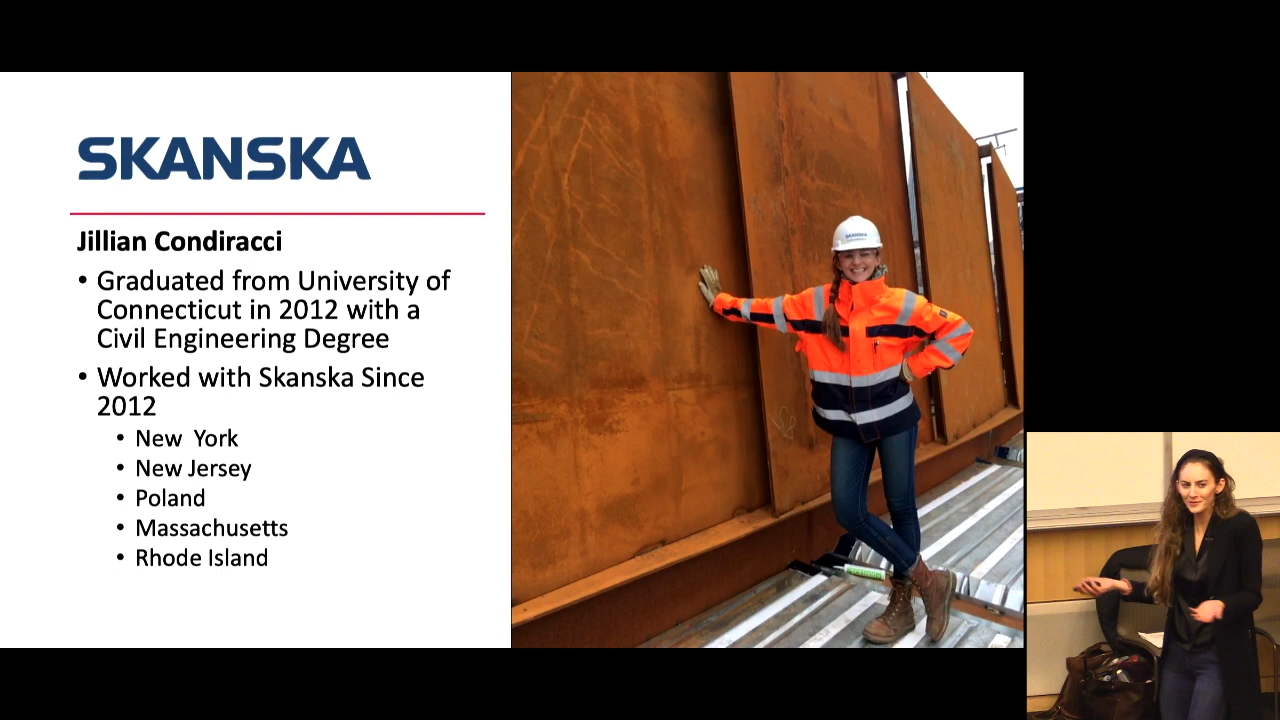 SKANSKA
Jillian Condiracci
• Graduated from University of
Connecticut in 2012 with a
Civil Engineering Degree
• Worked with Skanska Since
2012
• New York
• New Jersey
• Poland
• Massachusetts
• Rhode Island
SKANSKA